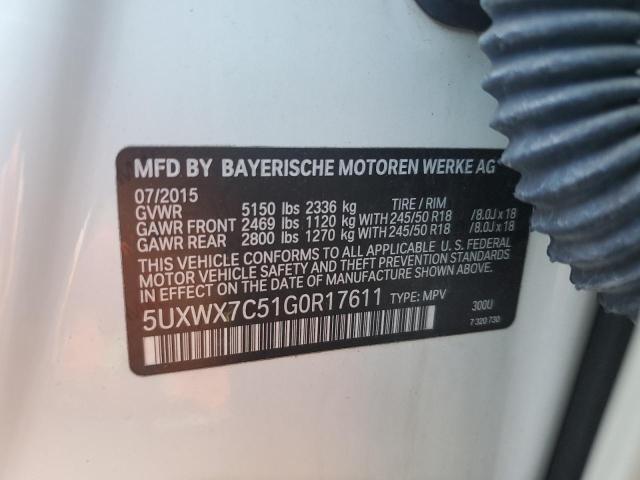 MFD BY BAYERISCHE MOTOREN WERKE AG
07/2015 TIRE / RIM
GVWR 5150 lbs 2336 kg
GAWR FRONT 2469 lbs 1120 kg WITH 245/50 R18 /8.0J x 18
GAWR REAR 2800 lbs 1270 kg WITH 245/50 R18 /8.0J x 18
THIS VEHICLE CONFORMS TO ALL APPLICABLE U. S. FEDERAL
MOTOR VEHICLE SAFETY AND THEFT PREVENTION STANDARDS
IN EFFECT ON THE DATE OF MANUFACTURE SHOWN ABOVE.
5UXWX7C51G0R17611 TYPE: MPV 300U
7 320 730